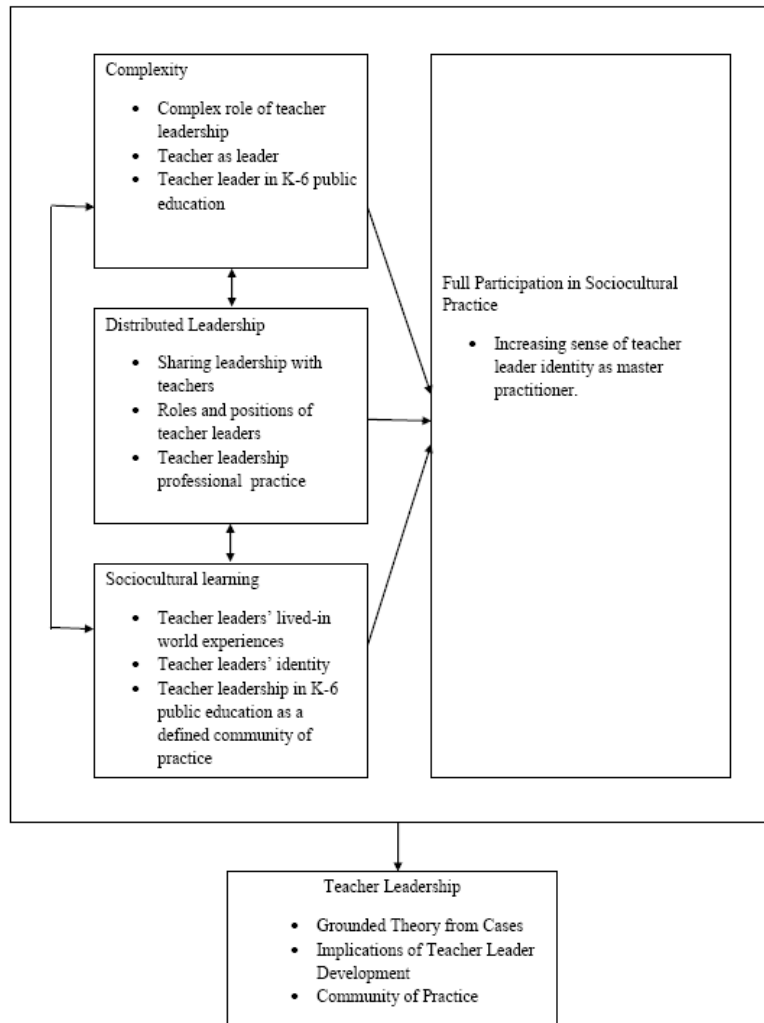 Complexity
• Complex role of teacher
leadership
• Teacher as leader
• Teacher leader in K-6 public
education
Distributed Leadership
• Sharing leadership with
teachers
• Roles and positions of
teacher leaders
• Teacher leadership
professional practice
Sociocultural learning
• Teacher leaders’ lived-in
world experiences
• Teacher leaders’ identity
• Teacher leadership in K-6
public education as a
defined community of
practice
Full Participation in Sociocultural
Practice
• Increasing sense of teacher
leader identity as master
practitioner.
Teacher Leadership
• Grounded Theory from Cases
• Implications of Teacher Leader
Development
• Community of Practice